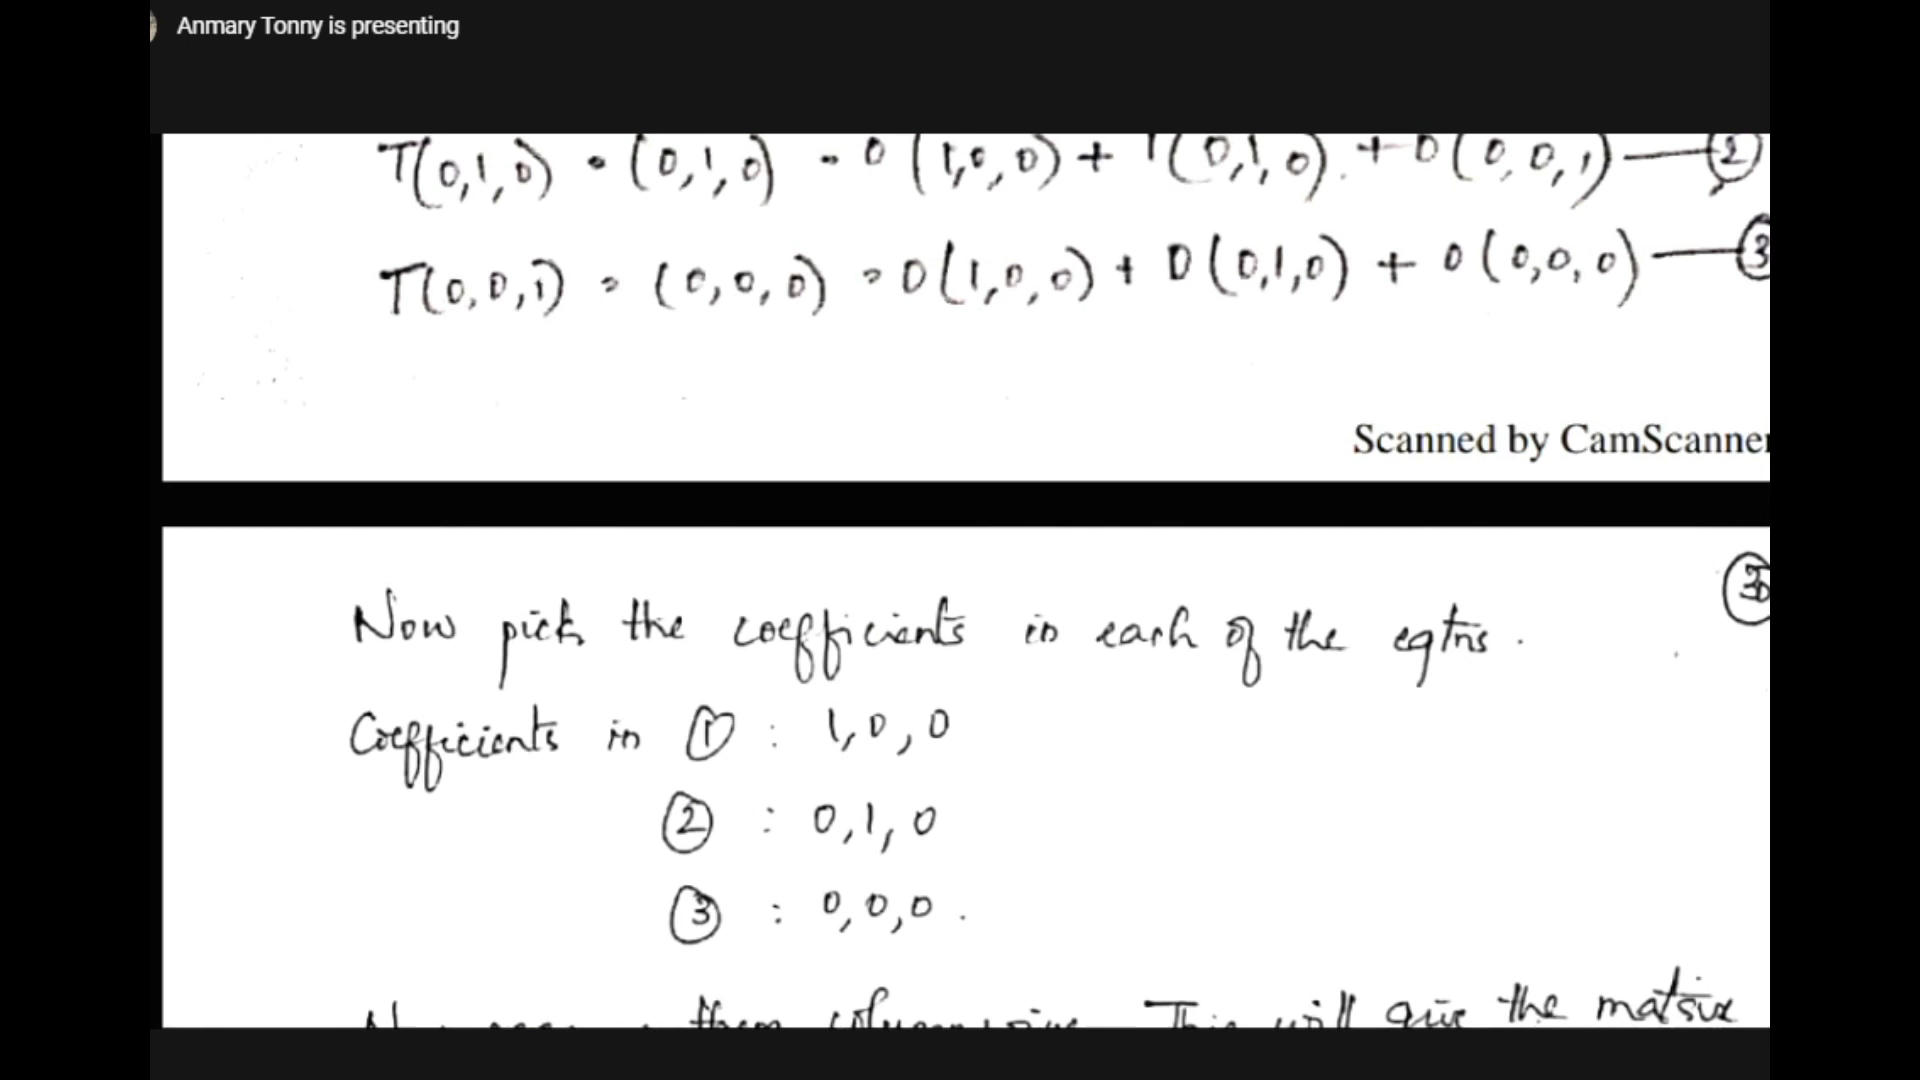 Anmary Tonny is presenting
T(0,1,0) = (0,1,0) = 0(1,0,0) + 1(0,1,0) + 0(0,0,1) — ②
T(0,0,1) = (0,0,0) = 0(1,0,0) + 0(0,1,0) + 0(0,0,0) — ③
Scanned by CamScanner
Now pick the coefficients in each of the eqtns.
Coefficients in ① : 1,0,0
② : 0,1,0
③ : 0,0,0.
them columnwise. This will give the matrix